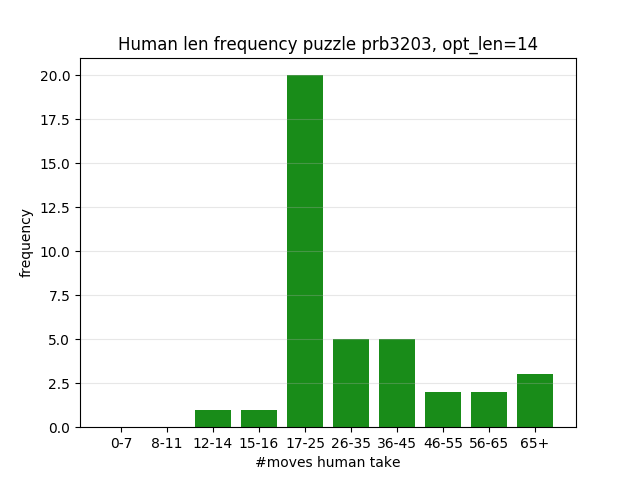 Human len frequency puzzle prb3203, opt_len=14
20.0
17.5
15.0
12.5
10.0
7.5
5.0
2.5
0.0
frequency
0-7 8-11 12-14 15-16 17-25 26-35 36-45 46-55 56-65 65+
#moves human take